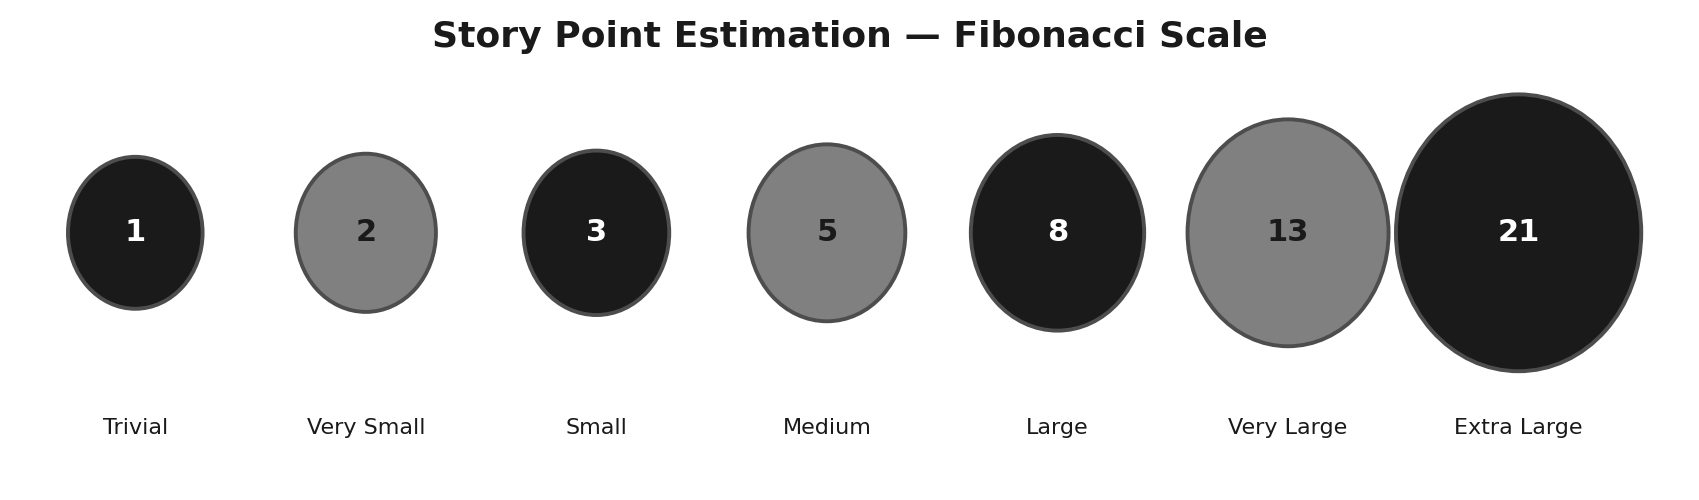 Story Point Estimation — Fibonacci Scale
1 2 3 5 8 13 21
Trivial Very Small Small Medium Large Very Large Extra Large